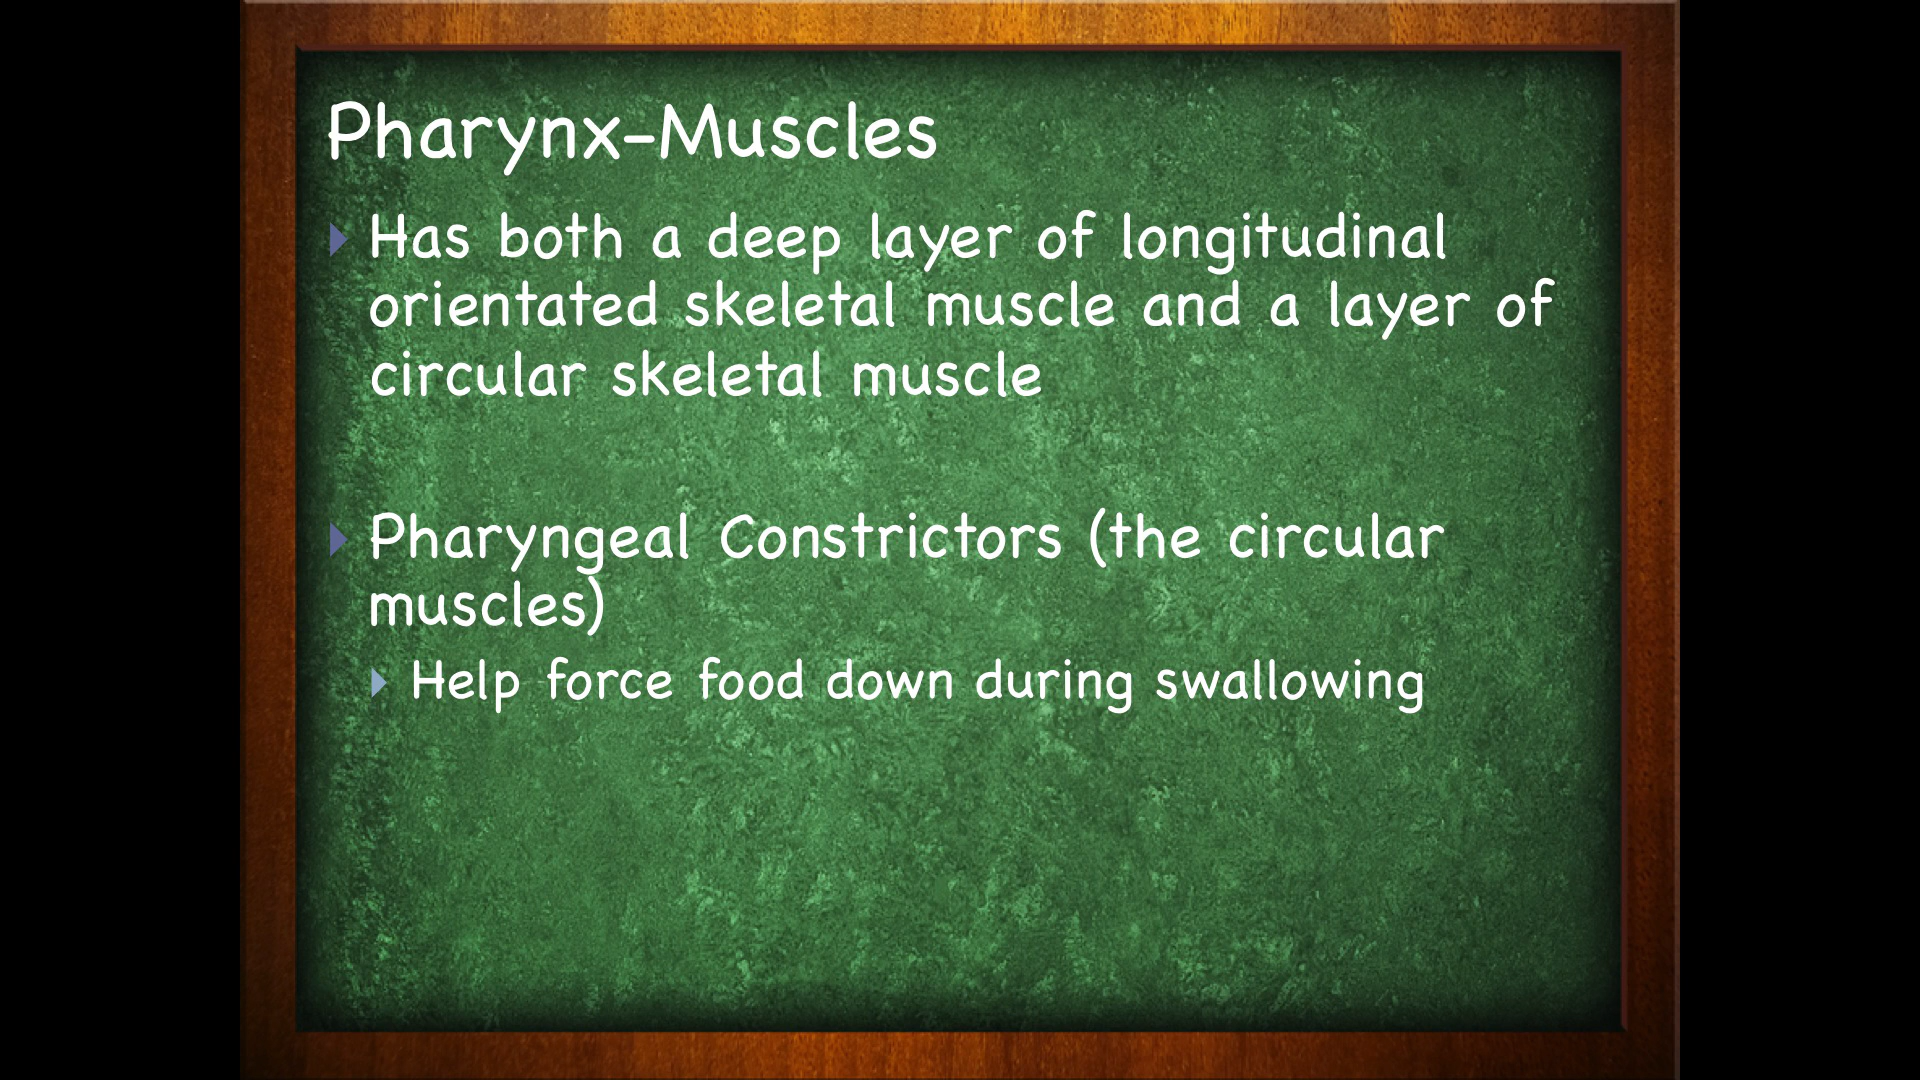 Pharynx-Muscles
Has both a deep layer of longitudinal
orientated skeletal muscle and a layer of
circular skeletal muscle
Pharyngeal Constrictors (the circular
muscles)
Help force food down during swallowing